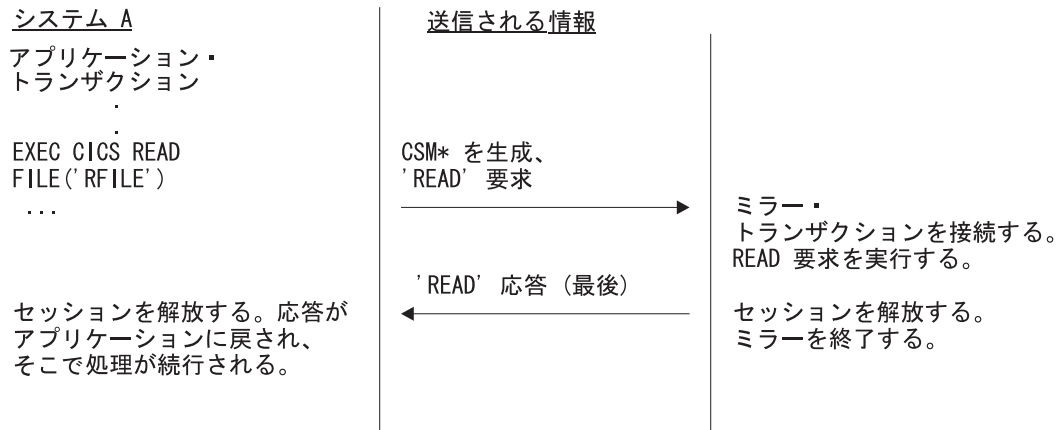 システム A
送信される情報
アプリケーション・
トランザクション
.
.
EXEC CICS READ
FILE('RFILE')
...
CSM* を生成、
'READ' 要求
ミラー・
トランザクションを接続する。
READ 要求を実行する。
'READ' 応答 (最後)
セッションを解放する。応答が
アプリケーションに戻され、
そこで処理が続行される。
セッションを解放する。
ミラーを終了する。